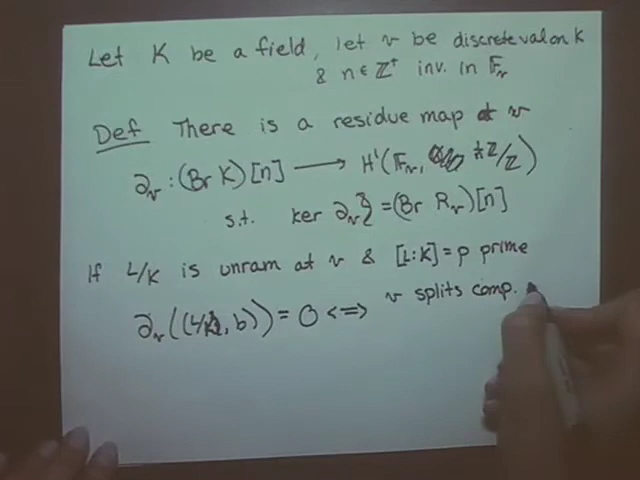 Let K be a field, let v be discrete val on K
& n ∈ Z⁺ inv. in F_v
Def There is a residue map at v
∂_v : (Br K)[n] ⟶ H¹(F_v, 1/n Z/Z)
s.t. ker ∂_v = (Br R_v)[n]
If L/K is unram at v & [L:K] = p prime
∂_v((L/K, b)) = 0 <=> v splits comp.